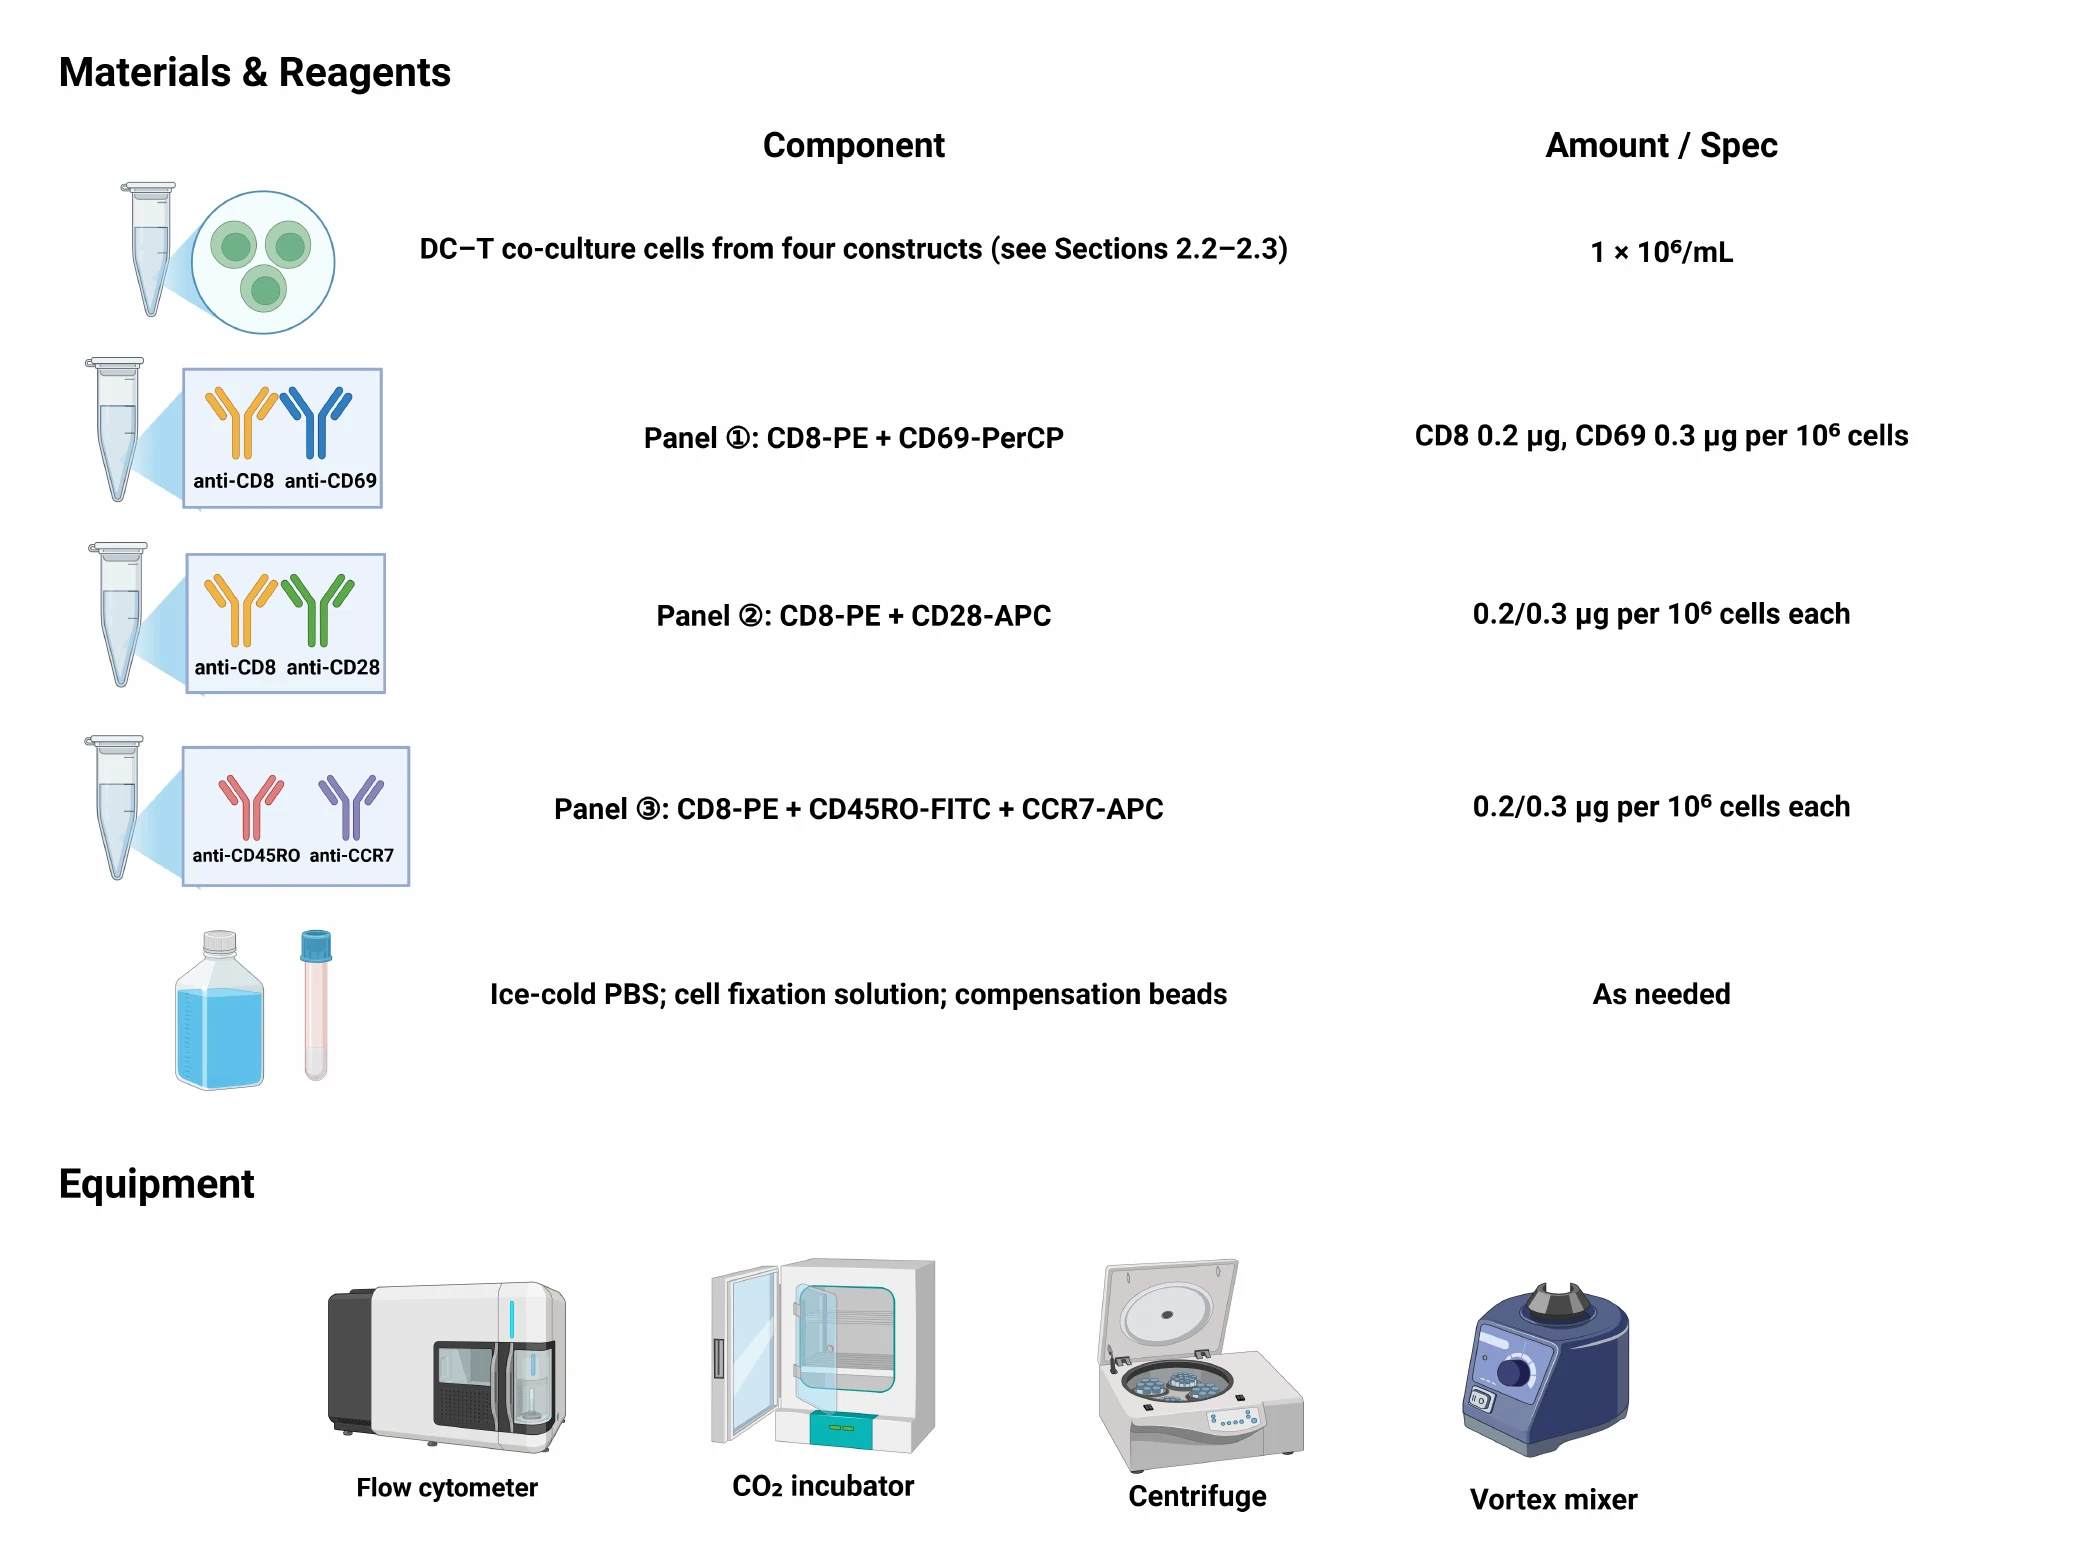 Materials & Reagents
Component
Amount / Spec
DC–T co-culture cells from four constructs (see Sections 2.2–2.3)
1 × 10⁶/mL
anti-CD8 anti-CD69
Panel ①: CD8-PE + CD69-PerCP
CD8 0.2 µg, CD69 0.3 µg per 10⁶ cells
anti-CD8 anti-CD28
Panel ②: CD8-PE + CD28-APC
0.2/0.3 µg per 10⁶ cells each
anti-CD45RO anti-CCR7
Panel ③: CD8-PE + CD45RO-FITC + CCR7-APC
0.2/0.3 µg per 10⁶ cells each
Ice-cold PBS; cell fixation solution; compensation beads
As needed
Equipment
Flow cytometer
CO₂ incubator
Centrifuge
Vortex mixer